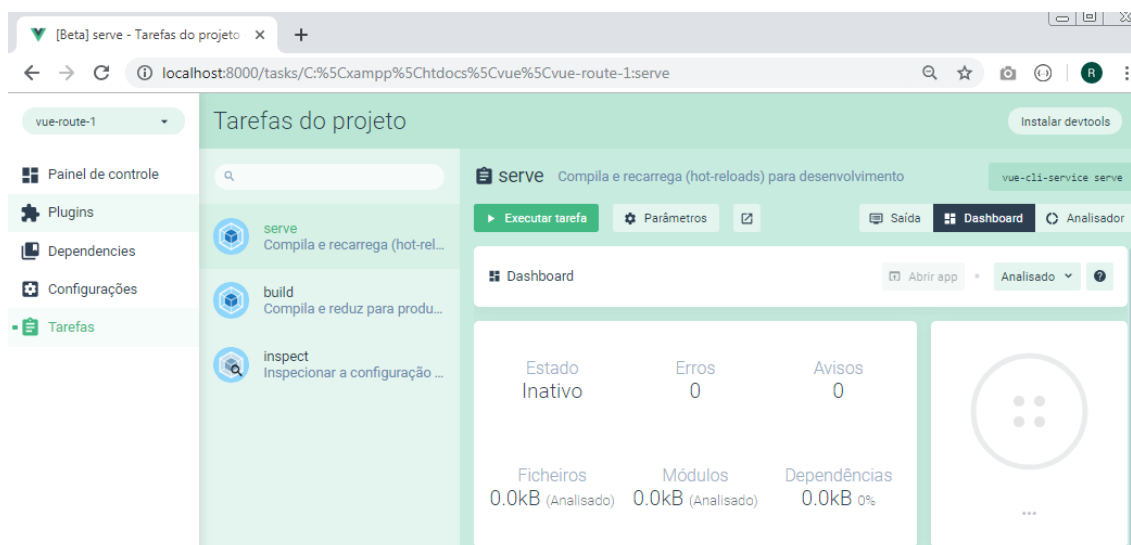 [Beta] serve - Tarefas do projeto
localhost:8000/tasks/C:%5Cxampp%5Chtdocs%5Cvue%5Cvue-route-1:serve
R
vue-route-1
Tarefas do projeto
Instalar devtools
Painel de controle
Plugins
Dependencies
Configurações
Tarefas
serve
Compila e recarrega (hot-rel...
build
Compila e reduz para produ...
inspect
Inspecionar a configuração ...
serve Compila e recarrega (hot-reloads) para desenvolvimento
vue-cli-service serve
Executar tarefa Parâmetros
Saída Dashboard Analisador
Dashboard
Abrir app Analisado ?
Estado Erros Avisos
Inativo 0 0
Ficheiros Módulos Dependências
0.0kB (Analisado) 0.0kB (Analisado) 0.0kB 0%
...